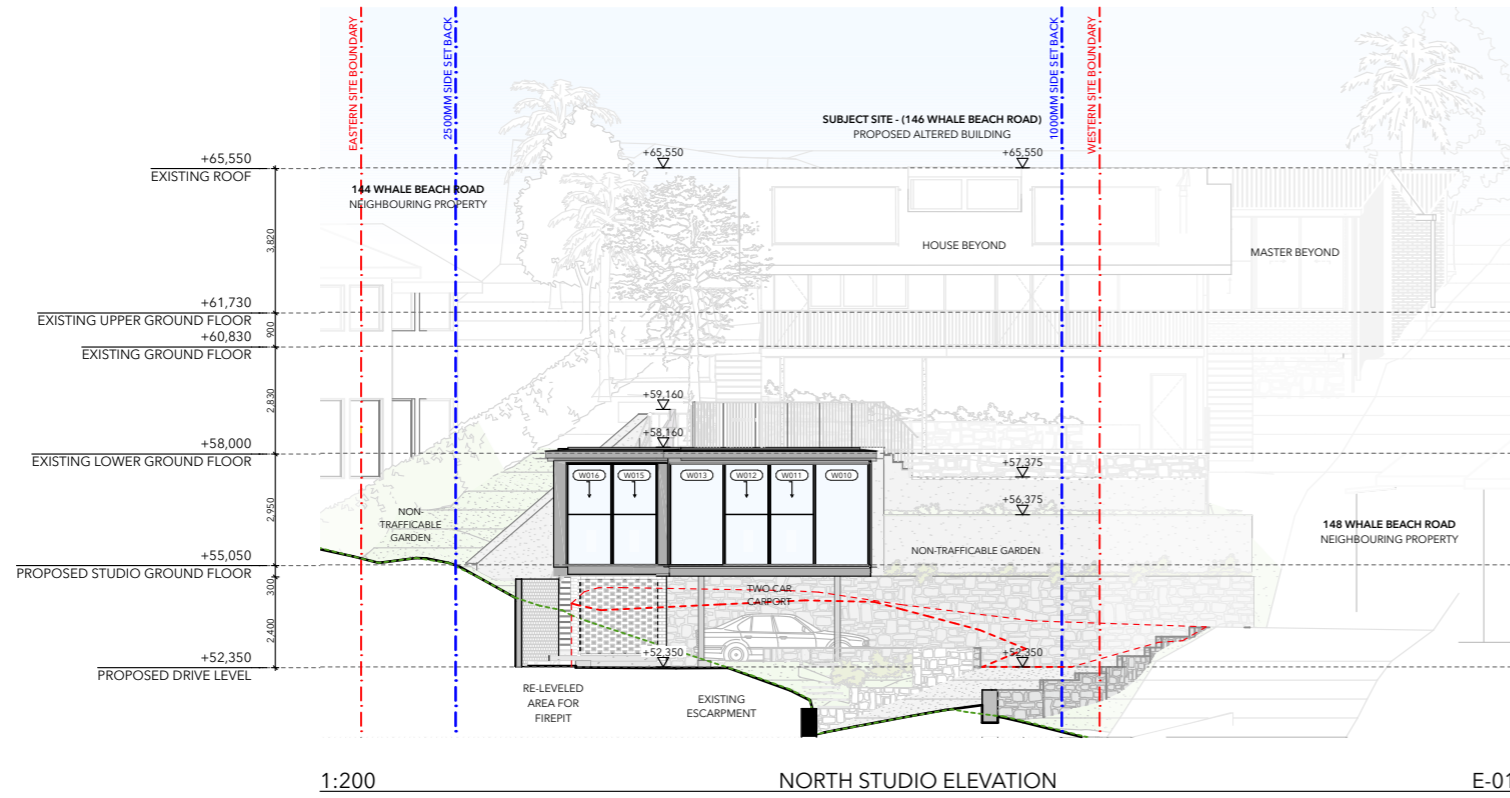 EASTERN SITE BOUNDARY
2500MM SIDE SET BACK
1000MM SIDE SET BACK
WESTERN SITE BOUNDARY
SUBJECT SITE - (146 WHALE BEACH ROAD)
PROPOSED ALTERED BUILDING
+65,550
EXISTING ROOF
+65,550
+65,550
144 WHALE BEACH ROAD
NEIGHBOURING PROPERTY
3,820
HOUSE BEYOND
MASTER BEYOND
+61,730
EXISTING UPPER GROUND FLOOR
900
+60,830
EXISTING GROUND FLOOR
2,830
+59,160
+58,160
+58,000
EXISTING LOWER GROUND FLOOR
W016
W015
W013
W012
W011
W010
+57,375
+56,375
2,950
NON-
TRAFFICABLE
GARDEN
NON-TRAFFICABLE GARDEN
148 WHALE BEACH ROAD
NEIGHBOURING PROPERTY
+55,050
PROPOSED STUDIO GROUND FLOOR
300
TWO CAR
CARPORT
2,400
+52,350
PROPOSED DRIVE LEVEL
+52,350
+52,350
RE-LEVELED
AREA FOR
FIREPIT
EXISTING
ESCARPMENT
1:200
NORTH STUDIO ELEVATION
E-01